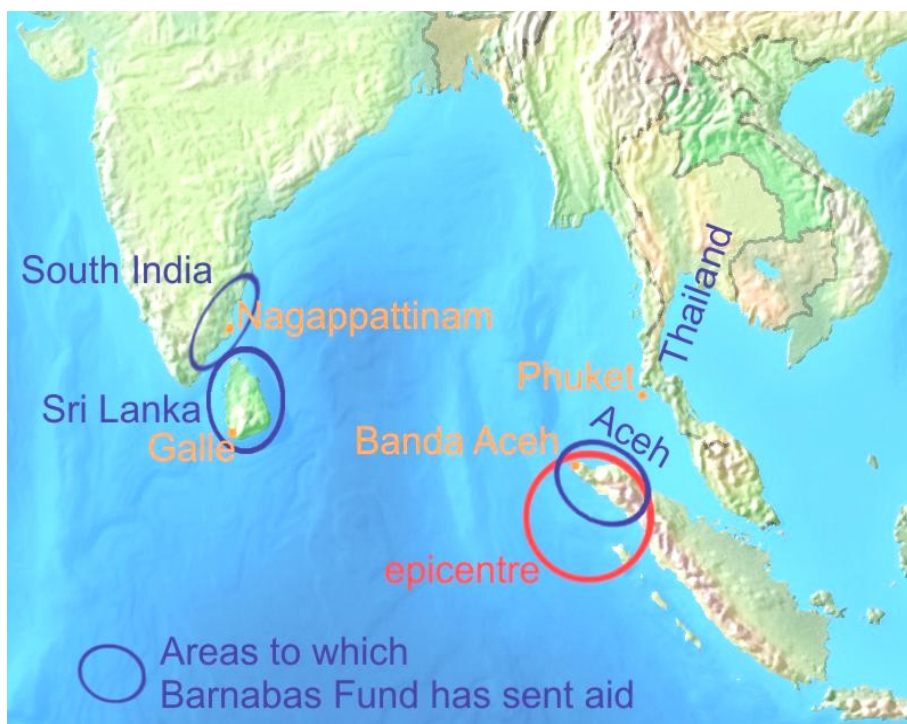 South India
Nagappattinam
Thailand
Phuket
Sri Lanka
Galle
Aceh
Banda Aceh
epicentre
Areas to which
Barnabas Fund has sent aid